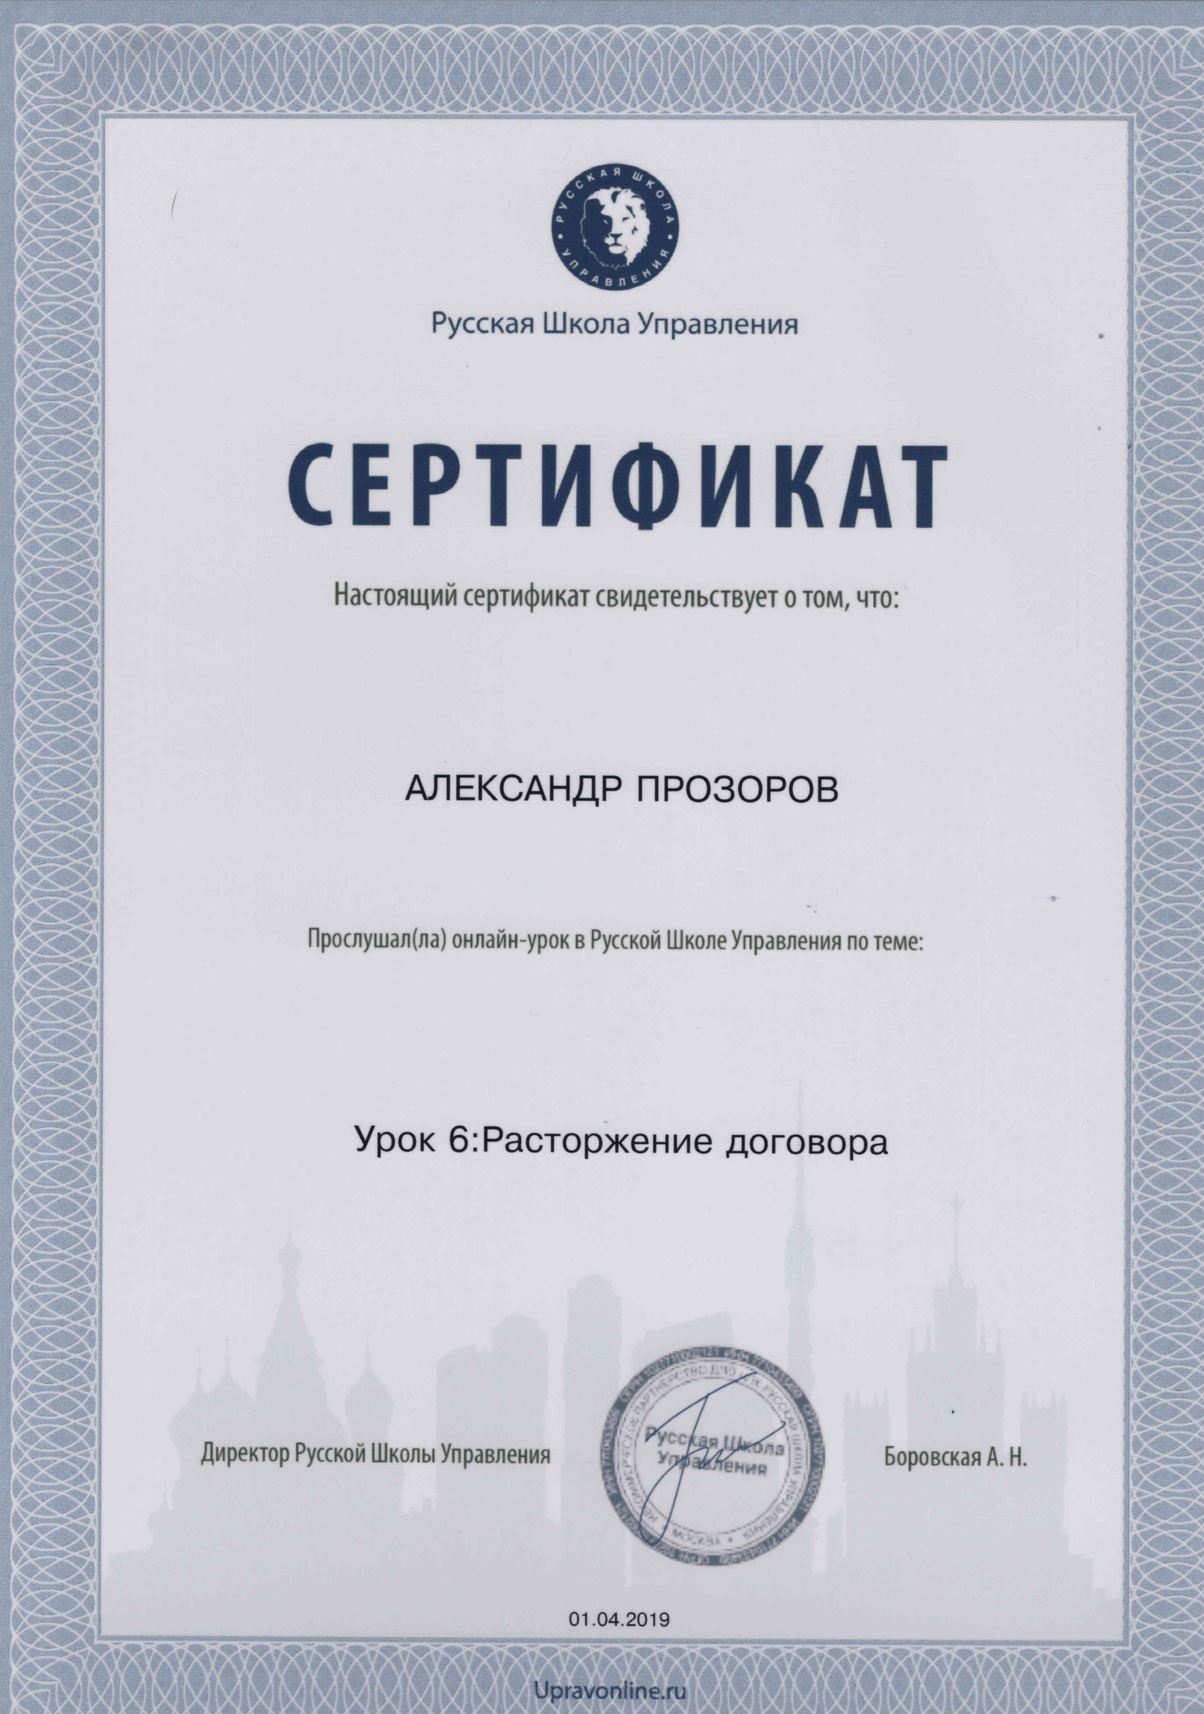 РУССКАЯ ШКОЛА
УПРАВЛЕНИЯ
Русская Школа Управления
СЕРТИФИКАТ
Настоящий сертификат свидетельствует о том, что:
АЛЕКСАНДР ПРОЗОРОВ
Прослушал(ла) онлайн-урок в Русской Школе Управления по теме:
Урок 6:Расторжение договора
Директор Русской Школы Управления
Русская Школа
Управления
МОСКВА
Боровская А. Н.
01.04.2019
Upravonline.ru